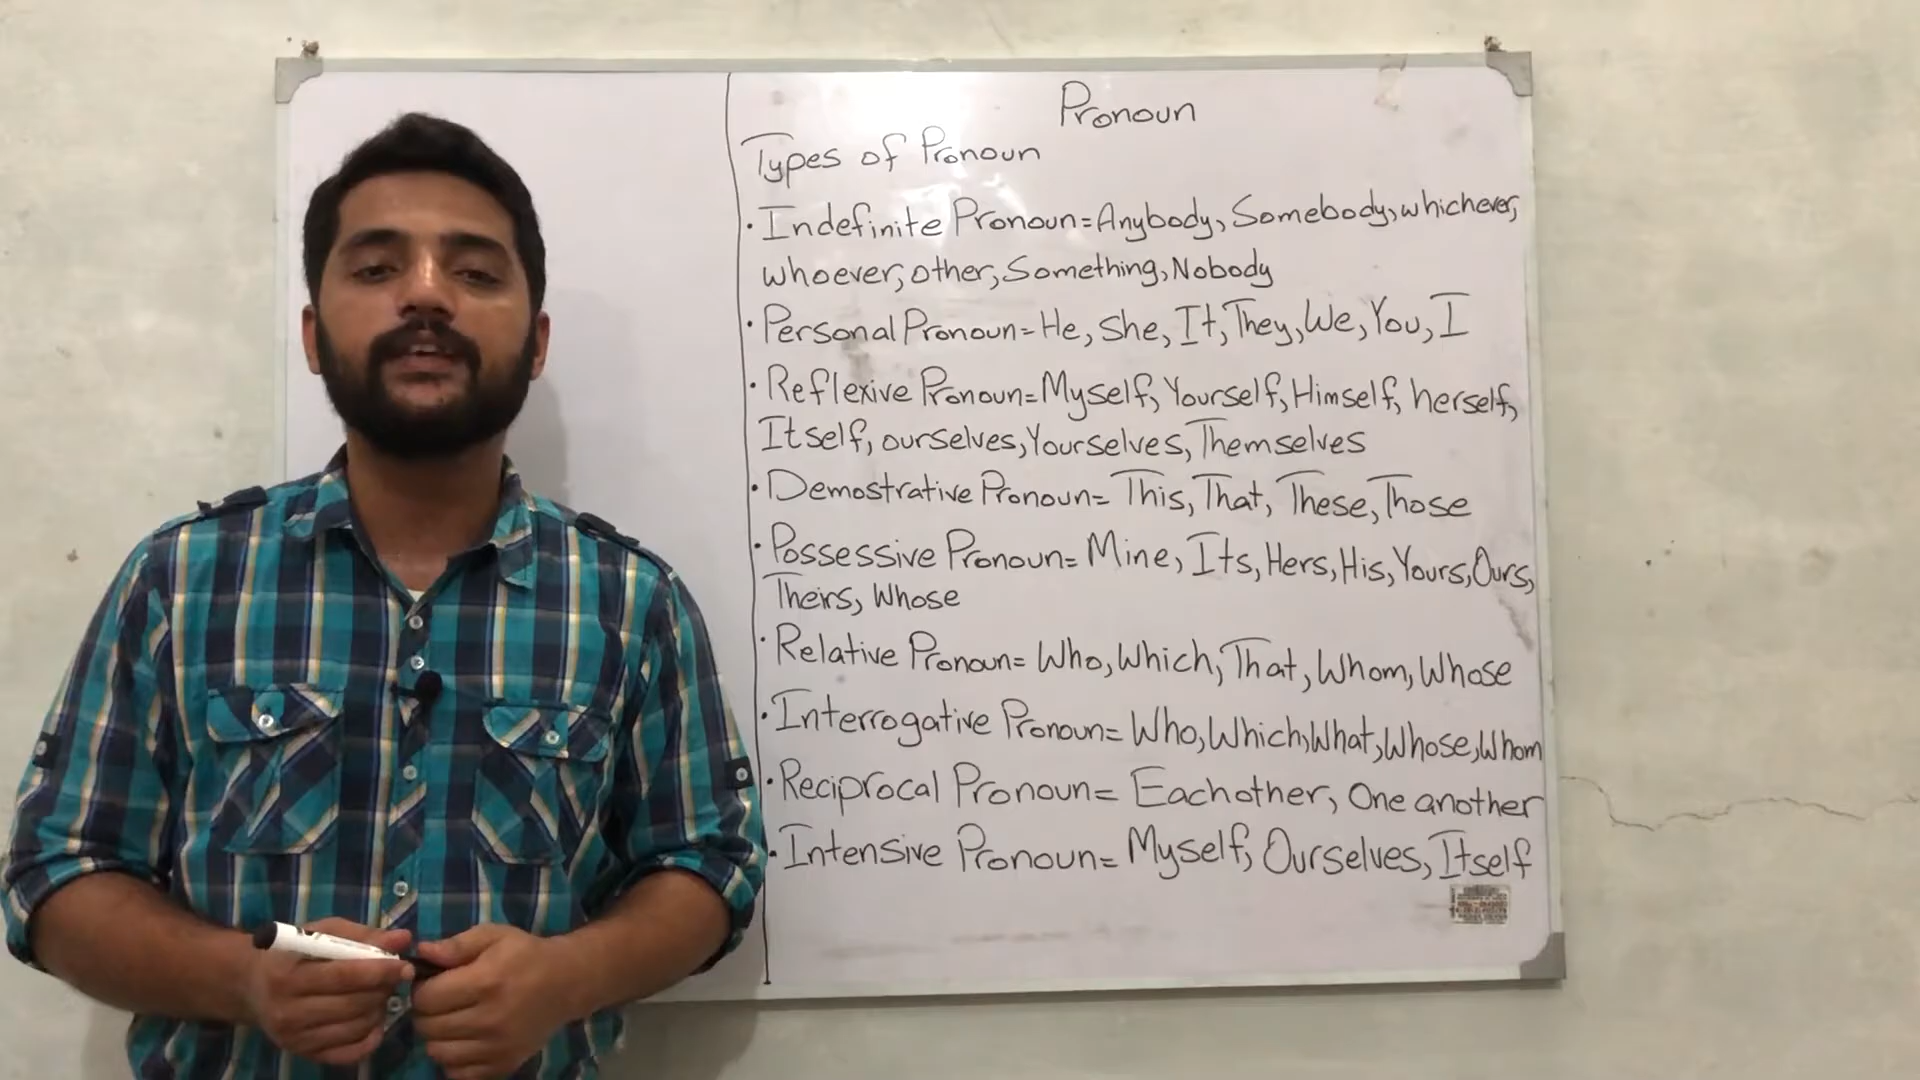 Pronoun
Types of Pronoun
• Indefinite Pronoun = Anybody, Somebody, whichever,
whoever, other, Something, Nobody
• Personal Pronoun = He, She, It, They, We, You, I
• Reflexive Pronoun = Myself, Yourself, Himself, herself,
Itself, ourselves, Yourselves, Themselves
• Demostrative Pronoun = This, That, These, Those
• Possessive Pronoun = Mine, Its, Hers, His, Yours, Ours,
Theirs, Whose
• Relative Pronoun = Who, Which, That, Whom, Whose
• Interrogative Pronoun = Who, Which, What, Whose, Whom
• Reciprocal Pronoun = Each other, One another
• Intensive Pronoun = Myself, Ourselves, Itself